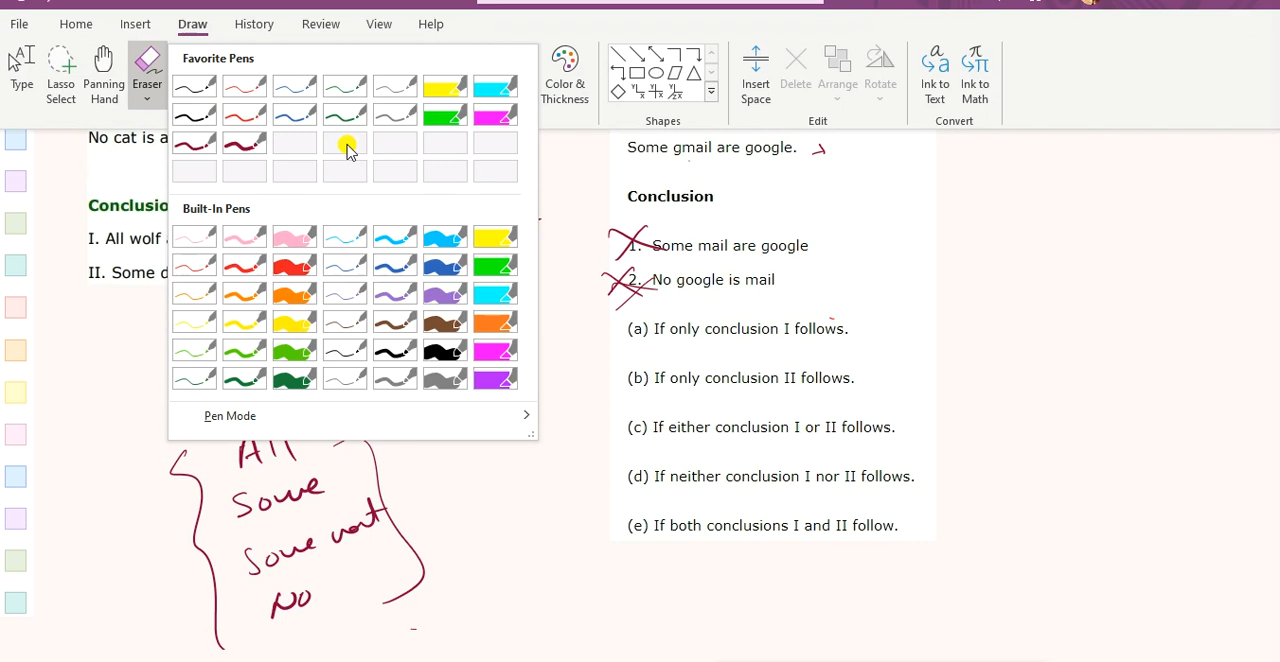 File Home Insert Draw History Review View Help
Type
Lasso Select
Panning Hand
Eraser
Color & Thickness
Shapes
Insert Space
Delete
Arrange
Rotate
Edit
Ink to Text
Ink to Math
Convert
Favorite Pens
Built-In Pens
Pen Mode
No cat is a
Conclusio
I. All wolf
II. Some d
All
Some
Some not
NO
Some gmail are google.
Conclusion
1. Some mail are google
2. No google is mail
(a) If only conclusion I follows.
(b) If only conclusion II follows.
(c) If either conclusion I or II follows.
(d) If neither conclusion I nor II follows.
(e) If both conclusions I and II follow.